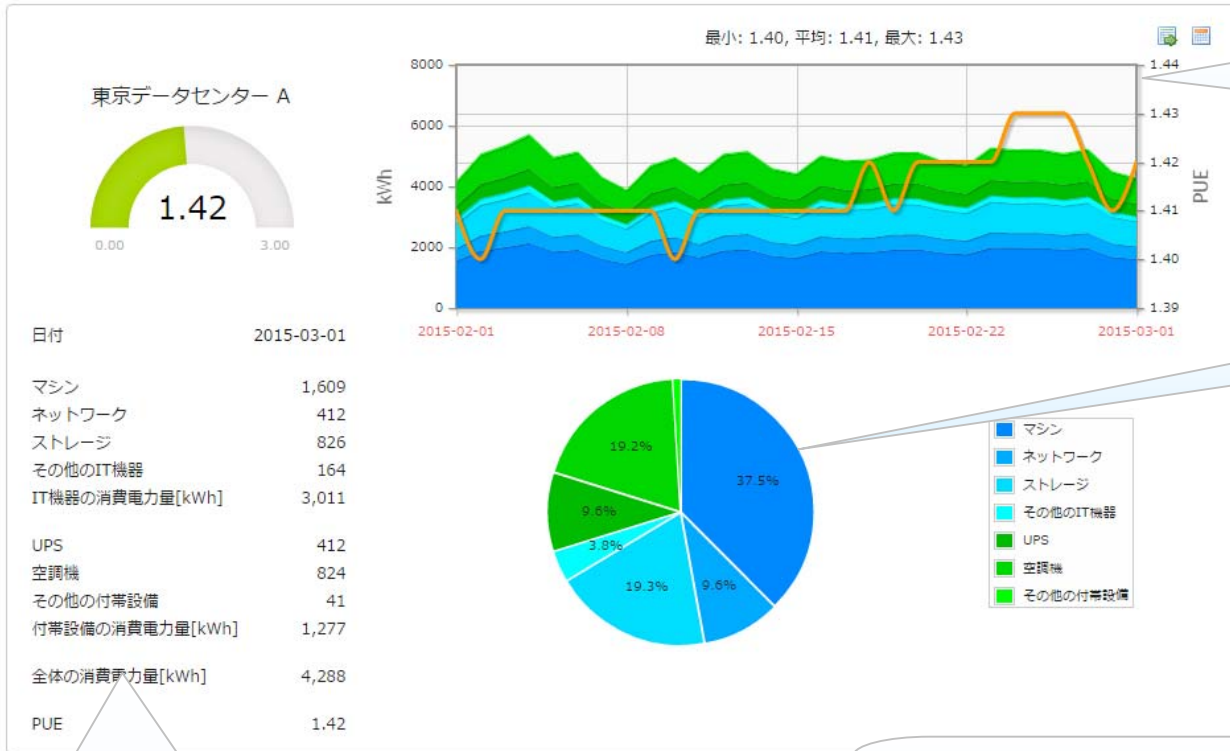 最小: 1.40, 平均: 1.41, 最大: 1.43
東京データセンター A
1.42
0.00 3.00
kWh
8000
6000
4000
2000
0
1.44
1.43
1.42
1.41
1.40
1.39
PUE
2015-02-01 2015-02-08 2015-02-15 2015-02-22 2015-03-01
日付 2015-03-01
マシン 1,609
ネットワーク 412
ストレージ 826
その他のIT機器 164
IT機器の消費電力量[kWh] 3,011
UPS 412
空調機 824
その他の付帯設備 41
付帯設備の消費電力量[kWh] 1,277
全体の消費電力量[kWh] 4,288
PUE 1.42
37.5%
9.6%
19.3%
3.8%
9.6%
19.2%
マシン
ネットワーク
ストレージ
その他のIT機器
UPS
空調機
その他の付帯設備